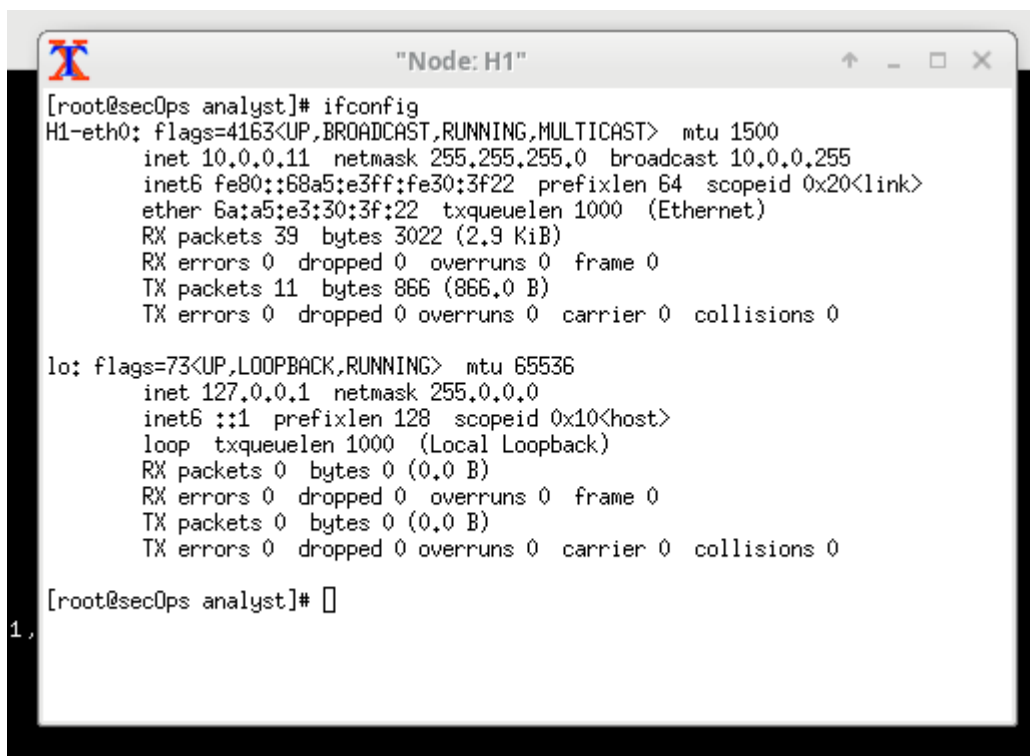 "Node: H1"
[root@secOps analyst]# ifconfig
H1-eth0: flags=4163<UP,BROADCAST,RUNNING,MULTICAST>  mtu 1500
        inet 10.0.0.11  netmask 255.255.255.0  broadcast 10.0.0.255
        inet6 fe80::68a5:e3ff:fe30:3f22  prefixlen 64  scopeid 0x20<link>
        ether 6a:a5:e3:30:3f:22  txqueuelen 1000  (Ethernet)
        RX packets 39  bytes 3022 (2.9 KiB)
        RX errors 0  dropped 0  overruns 0  frame 0
        TX packets 11  bytes 866 (866.0 B)
        TX errors 0  dropped 0 overruns 0  carrier 0  collisions 0
lo: flags=73<UP,LOOPBACK,RUNNING>  mtu 65536
        inet 127.0.0.1  netmask 255.0.0.0
        inet6 ::1  prefixlen 128  scopeid 0x10<host>
        loop  txqueuelen 1000  (Local Loopback)
        RX packets 0  bytes 0 (0.0 B)
        RX errors 0  dropped 0  overruns 0  frame 0
        TX packets 0  bytes 0 (0.0 B)
        TX errors 0  dropped 0 overruns 0  carrier 0  collisions 0
[root@secOps analyst]#
1,